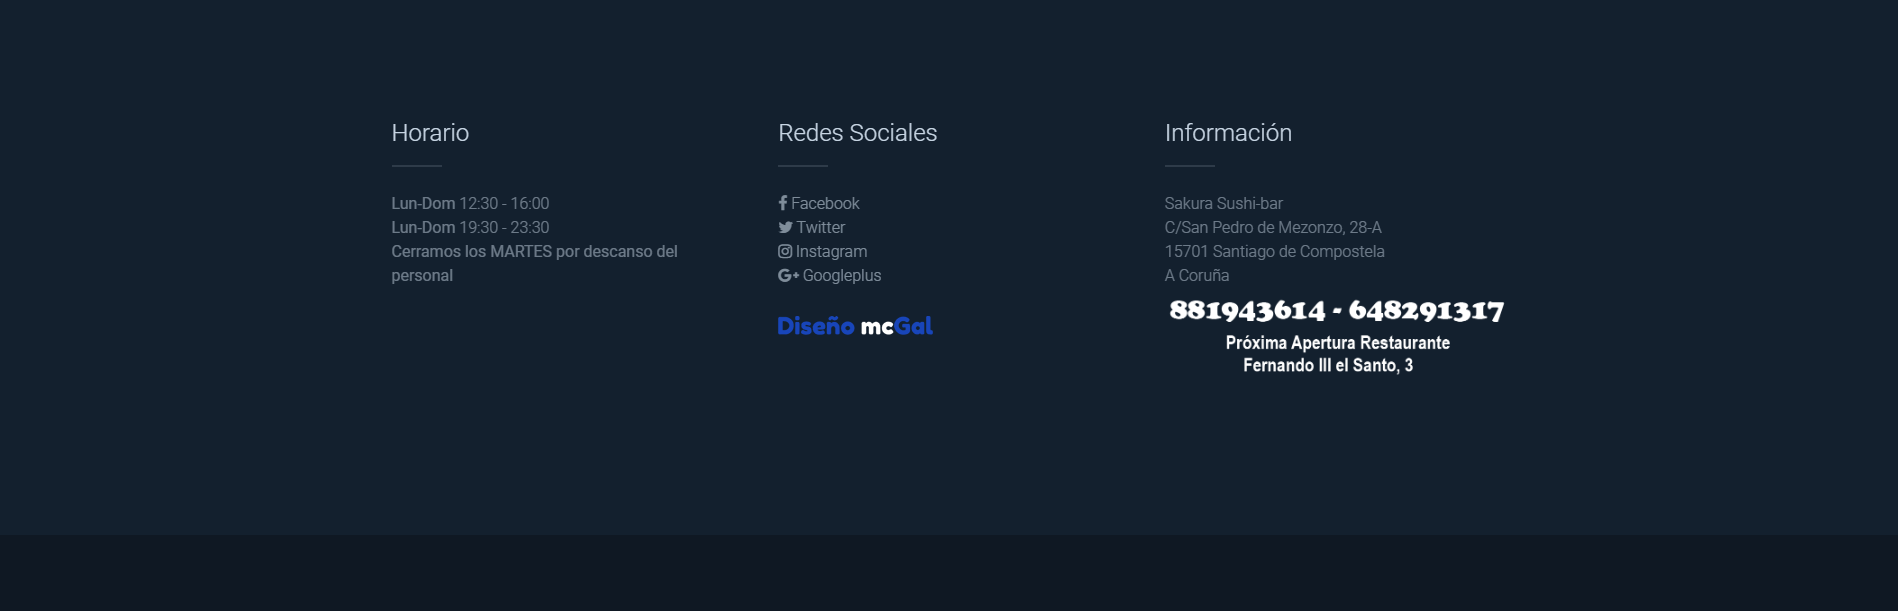 Horario
Lun-Dom 12:30 - 16:00
Lun-Dom 19:30 - 23:30
Cerramos los MARTES por descanso del
personal
Redes Sociales
Facebook
Twitter
Instagram
Googleplus
Diseño mcGal
Información
Sakura Sushi-bar
C/San Pedro de Mezonzo, 28-A
15701 Santiago de Compostela
A Coruña
881943614 - 648291317
Próxima Apertura Restaurante
Fernando III el Santo, 3